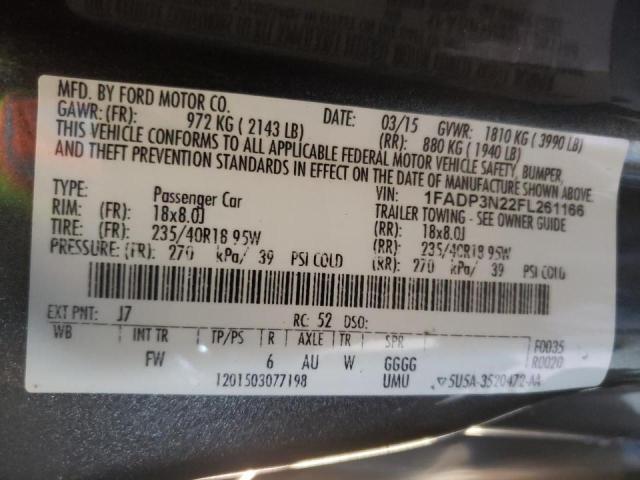 MFD. BY FORD MOTOR CO.
DATE: 03/15 GVWR: 1810 KG ( 3990 LB)
GAWR: (FR): 972 KG ( 2143 LB) (RR): 880 KG ( 1940 LB)
THIS VEHICLE CONFORMS TO ALL APPLICABLE FEDERAL MOTOR VEHICLE SAFETY, BUMPER,
AND THEFT PREVENTION STANDARDS IN EFFECT ON THE DATE OF MANUFACTURE SHOWN ABOVE.
VIN: 1FADP3N22FL261166
TYPE: Passenger Car TRAILER TOWING - SEE OWNER GUIDE
RIM: (FR): 18x8.0J (RR): 18x8.0J
TIRE: (FR): 235/40R18 95W (RR): 235/40R18 95W
PRESSURE: (FR): 270 kPa/ 39 PSI COLD (RR): 270 kPa/ 39 PSI COLD
EXT PNT: J7 RC: 52 DSO:
WB INT TR TP/PS R AXLE TR SPR F0035
FW 6 AU W GGGG R0020
1201503077198 UMU 5U5A-3520472-AA